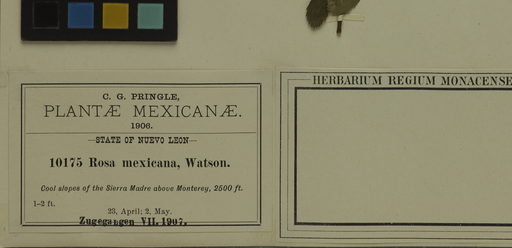 C. G. PRINGLE,
PLANTÆ MEXICANÆ.
1906.
STATE OF NUEVO LEON
10175 Rosa mexicana, Watson.
Cool slopes of the Sierra Madre above Monterey, 2500 ft.
1-2 ft.
23, April; 2, May.
Zugegangen VII. 1907.
HERBARIUM REGIUM MONACENSE